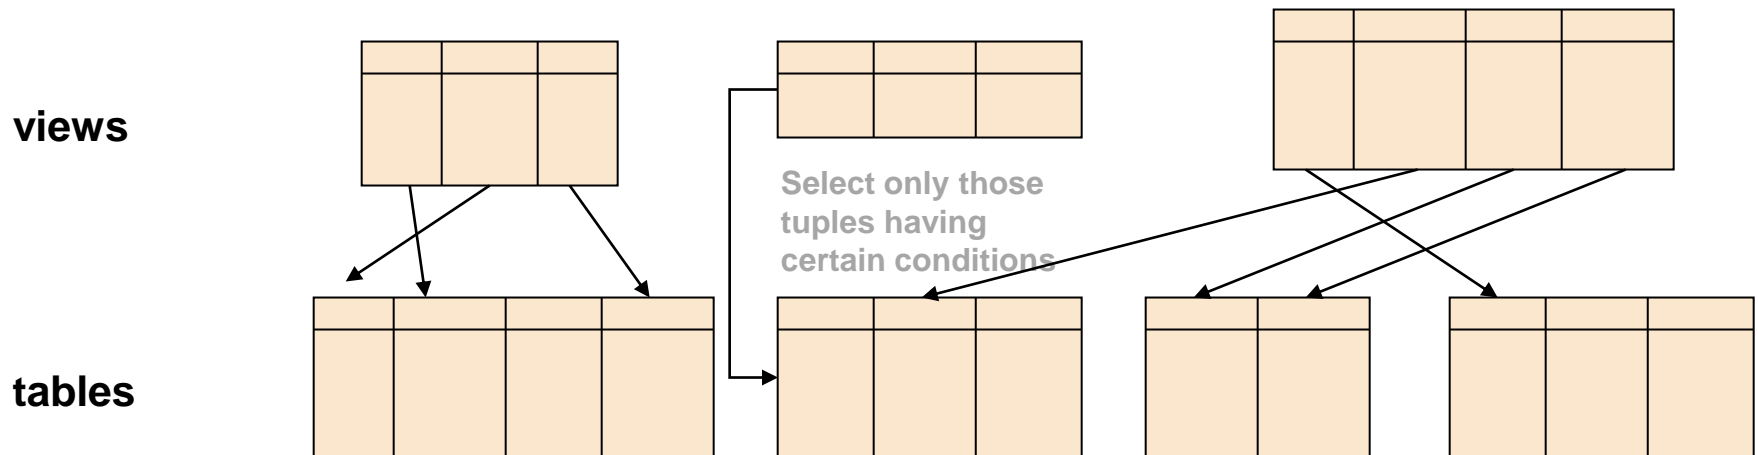 views
Select only those
tuples having
certain conditions
tables